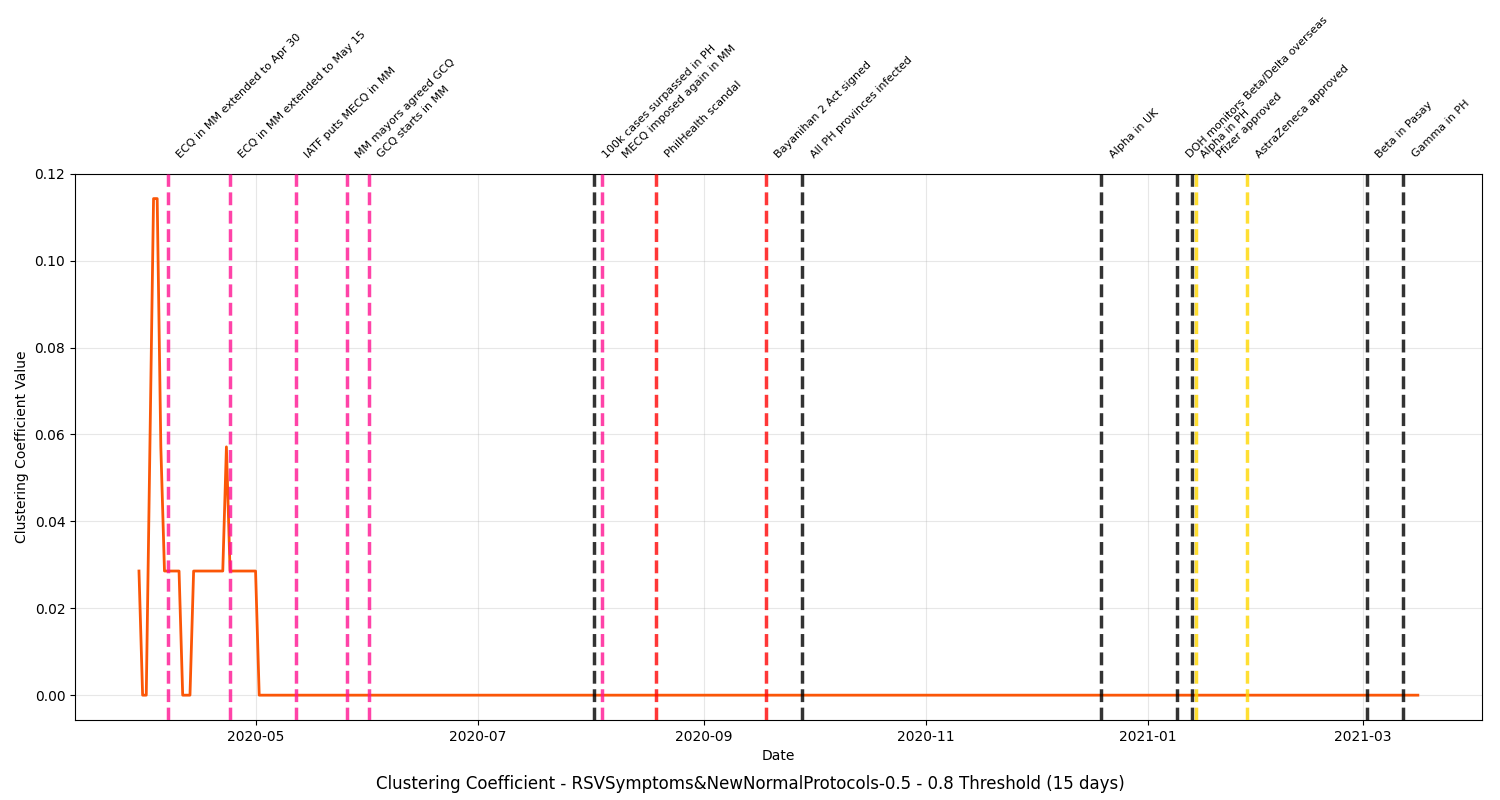 ECQ in MM extended to Apr 30
ECQ in MM extended to May 15
IATF puts MECQ in MM
MM mayors agreed GCQ
GCQ starts in MM
100k cases surpassed in PH
MECQ imposed again in MM
PhilHealth scandal
Bayanihan 2 Act signed
All PH provinces infected
Alpha in UK
DOH monitors Beta/Delta overseas
Alpha in PH
Pfizer approved
AstraZeneca approved
Beta in Pasay
Gamma in PH
0.12
0.10
0.08
0.06
0.04
0.02
0.00
Clustering Coefficient Value
2020-05
2020-07
2020-09
2020-11
2021-01
2021-03
Date
Clustering Coefficient - RSVSymptoms&NewNormalProtocols-0.5 - 0.8 Threshold (15 days)